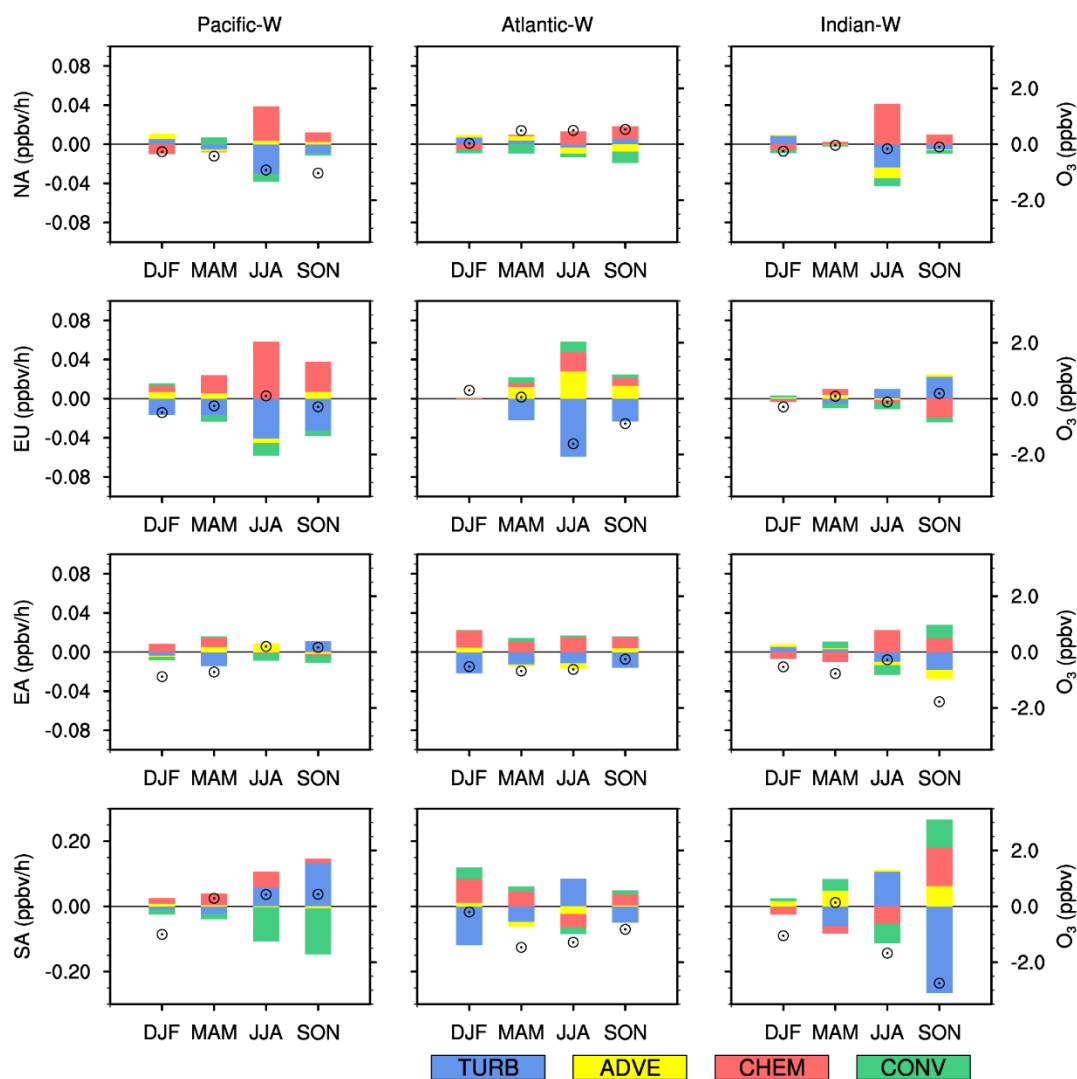 Pacific-W Atlantic-W Indian-W
NA (ppbv/h) 0.08 0.04 0.00 -0.04 -0.08 2.0 0.0 -2.0 O3 (ppbv)
DJF MAM JJA SON DJF MAM JJA SON DJF MAM JJA SON
EU (ppbv/h) 0.08 0.04 0.00 -0.04 -0.08 2.0 0.0 -2.0 O3 (ppbv)
DJF MAM JJA SON DJF MAM JJA SON DJF MAM JJA SON
EA (ppbv/h) 0.08 0.04 0.00 -0.04 -0.08 2.0 0.0 -2.0 O3 (ppbv)
DJF MAM JJA SON DJF MAM JJA SON DJF MAM JJA SON
SA (ppbv/h) 0.20 0.00 -0.20 2.0 0.0 -2.0 O3 (ppbv)
DJF MAM JJA SON DJF MAM JJA SON DJF MAM JJA SON
TURB ADVE CHEM CONV